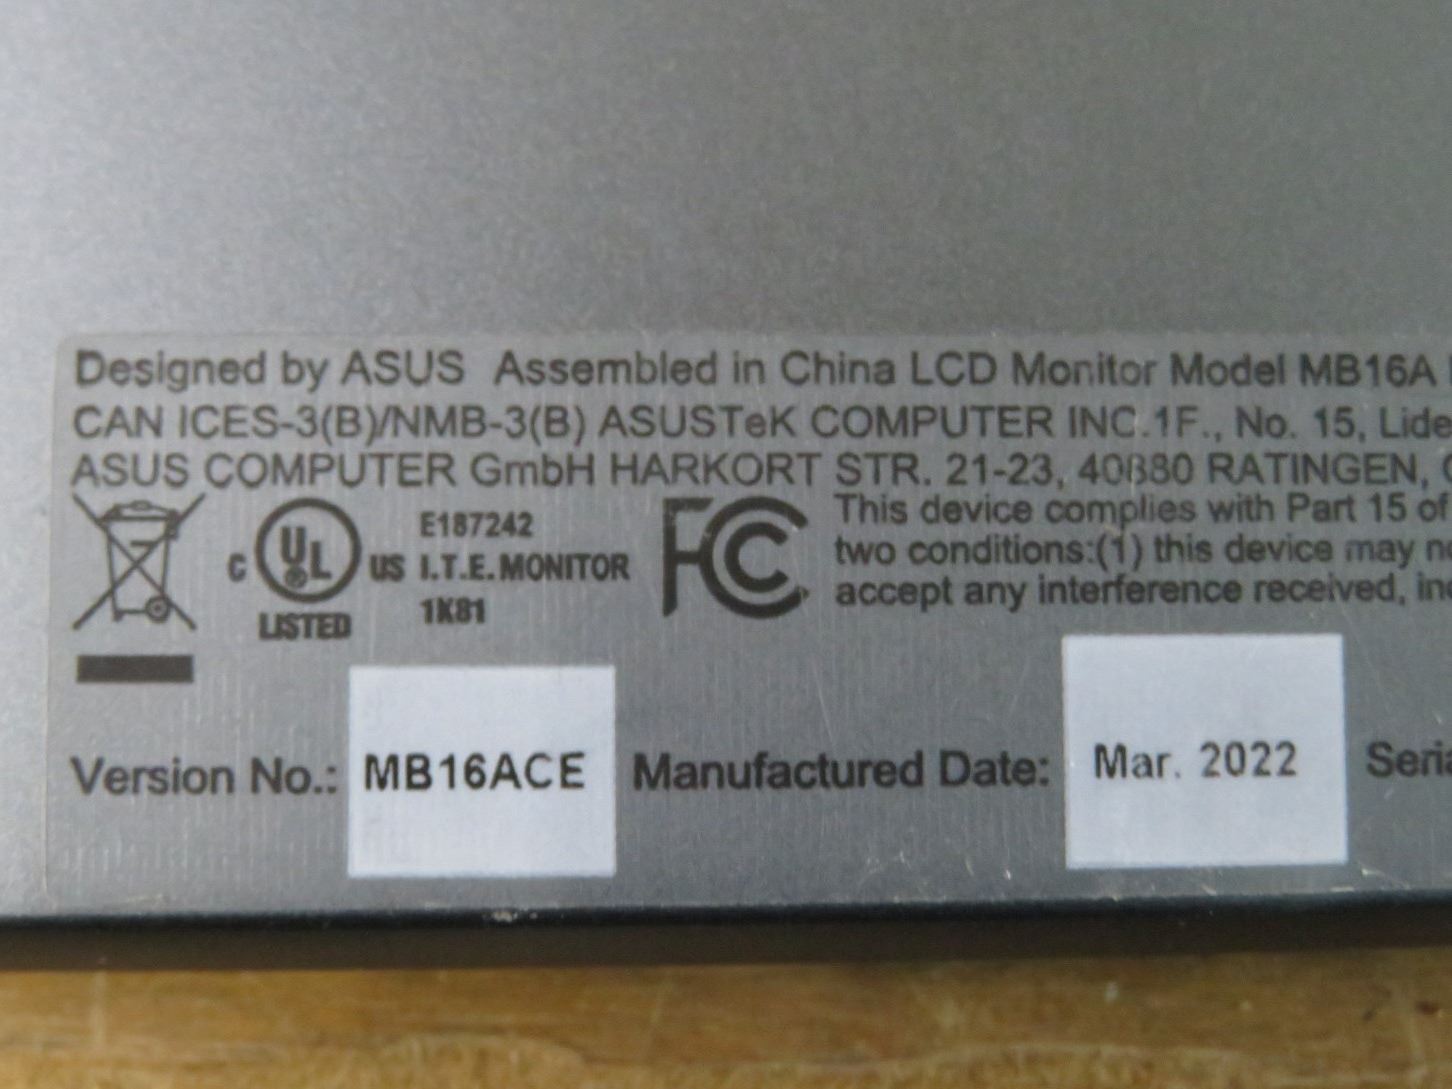 Designed by ASUS Assembled in China LCD Monitor Model MB16A
CAN ICES-3(B)/NMB-3(B) ASUSTeK COMPUTER INC.1F., No. 15, Lide
ASUS COMPUTER GmbH HARKORT STR. 21-23, 40880 RATINGEN,
This device complies with Part 15 of
two conditions:(1) this device may
accept any interference received,
C UL ® US
LISTED
E187242
I.T.E. MONITOR
1K81
FC
Version No.: MB16ACE Manufactured Date: Mar. 2022